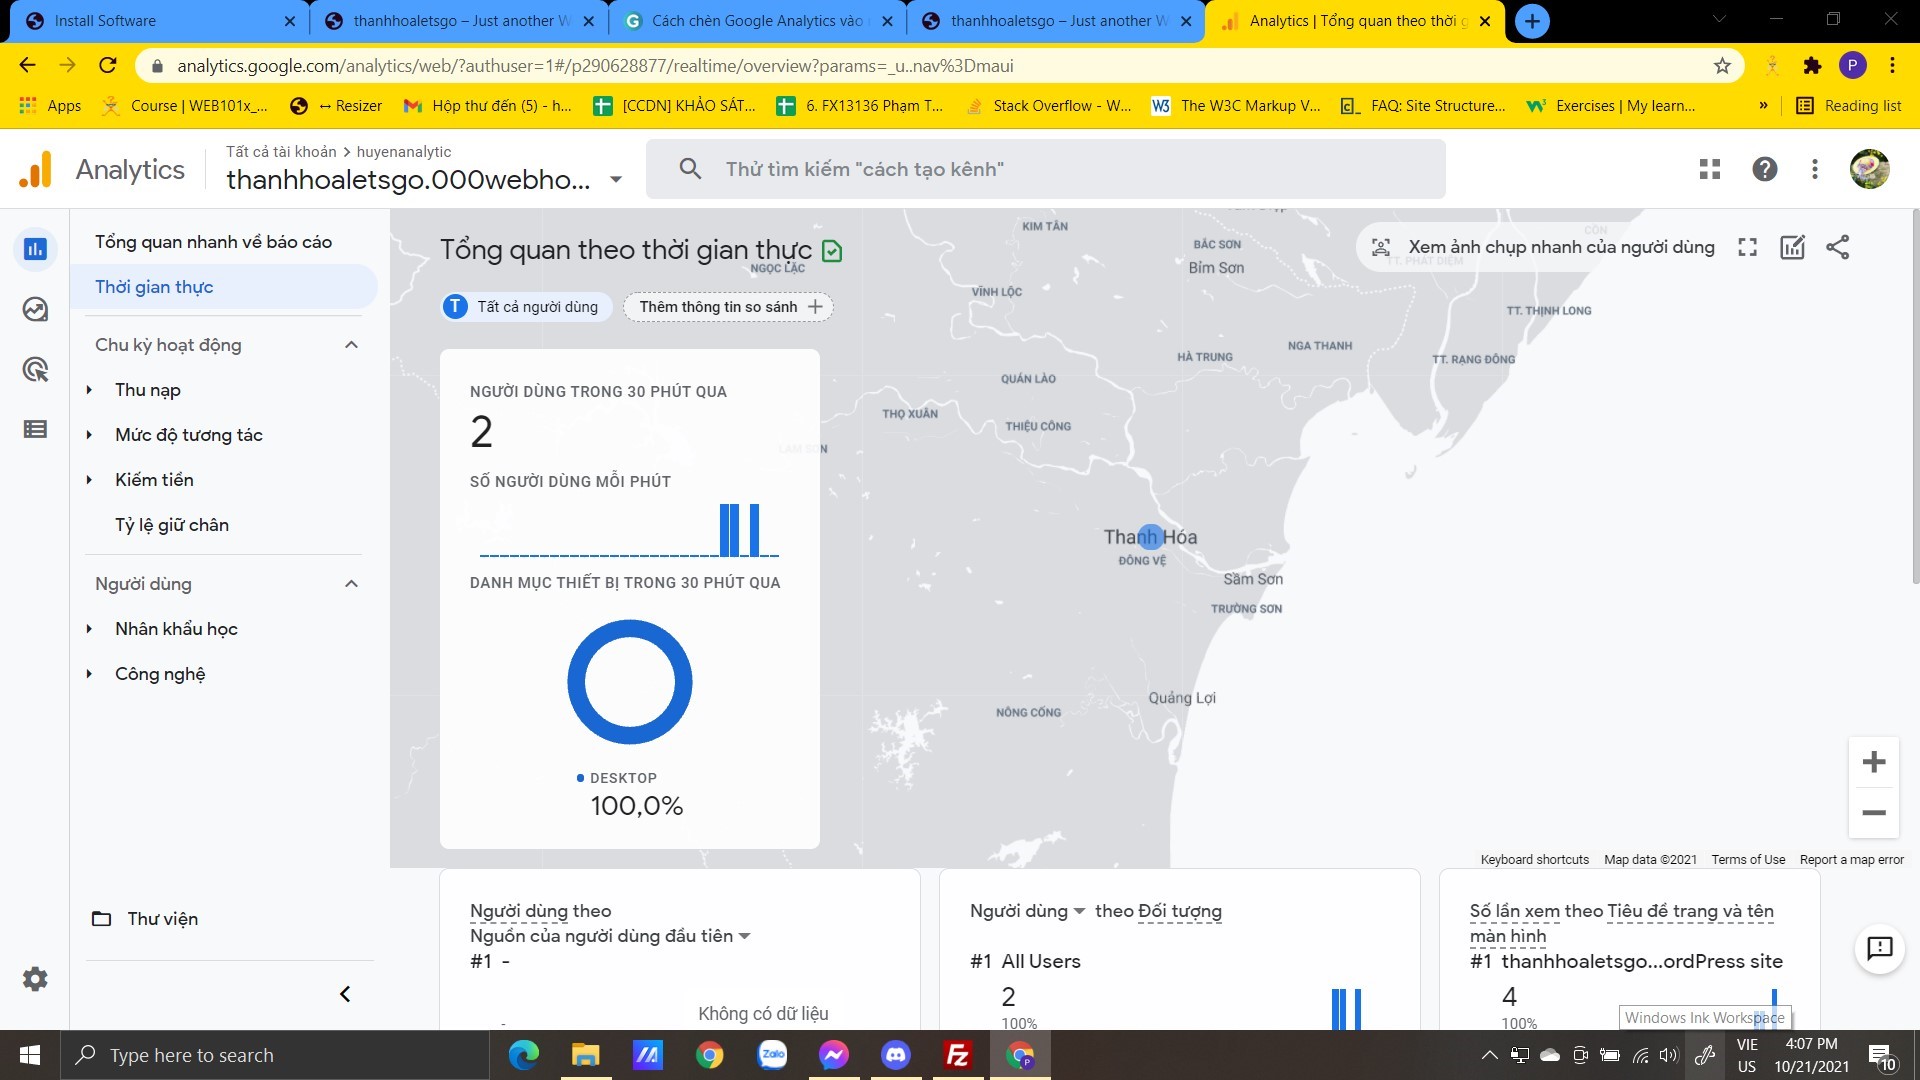 Install Software
thanhhoaletsgo – Just another W
Cách chèn Google Analytics vào
thanhhoaletsgo – Just another W
Analytics | Tổng quan theo thời g
analytics.google.com/analytics/web/?authuser=1#/p290628877/realtime/overview?params=_u..nav%3Dmaui
P
Apps
Course | WEB101x_...
↔ Resizer
Hộp thư đến (5) - h...
[CCDN] KHẢO SÁT...
6. FX13136 Phạm T...
Stack Overflow - W...
The W3C Markup V...
FAQ: Site Structure...
Exercises | My learn...
»
Reading list
Analytics
Tất cả tài khoản > huyenanalytic
thanhhoaletsgo.000webho...
Thử tìm kiếm "cách tạo kênh"
Tổng quan nhanh về báo cáo
Thời gian thực
Chu kỳ hoạt động
Thu nạp
Mức độ tương tác
Kiếm tiền
Tỷ lệ giữ chân
Người dùng
Nhân khẩu học
Công nghệ
Thư viện
Tổng quan theo thời gian thực
Xem ảnh chụp nhanh của người dùng
T Tất cả người dùng
Thêm thông tin so sánh +
NGƯỜI DÙNG TRONG 30 PHÚT QUA
2
SỐ NGƯỜI DÙNG MỖI PHÚT
DANH MỤC THIẾT BỊ TRONG 30 PHÚT QUA
DESKTOP
100,0%
KIM TÂN
BẮC SƠN
Bỉm Sơn
NGỌC LẶC
CỒN
TT. PHÁT DIỆM
VĨNH LỘC
TT. THỊNH LONG
NGA THANH
HÀ TRUNG
TT. RẠNG ĐÔNG
QUÁN LÀO
THỌ XUÂN
THIỆU CÔNG
LAM SƠN
Thanh Hóa
ĐÔNG VỆ
Sầm Sơn
TRƯỜNG SƠN
Quảng Lợi
NÔNG CỐNG
Keyboard shortcuts
Map data ©2021
Terms of Use
Report a map error
Người dùng theo
Nguồn của người dùng đầu tiên
#1 -
-
Không có dữ liệu
Người dùng theo Đối tượng
#1 All Users
2
100%
Số lần xem theo Tiêu đề trang và tên
màn hình
#1 thanhhoaletsgo...ordPress site
4
100%
Windows Ink Workspace
Type here to search
Zalo
VIE
US
4:07 PM
10/21/2021
10